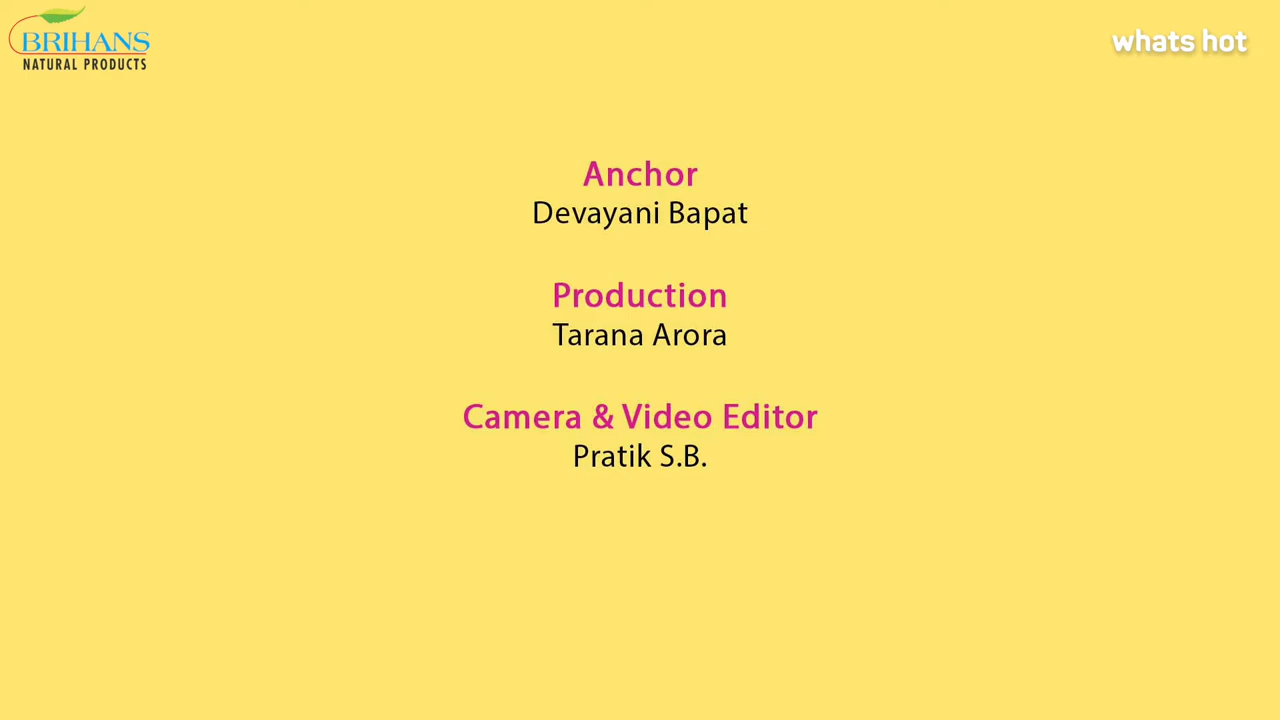 BRIHANS
NATURAL PRODUCTS
whats hot
Anchor
Devayani Bapat
Production
Tarana Arora
Camera & Video Editor
Pratik S.B.